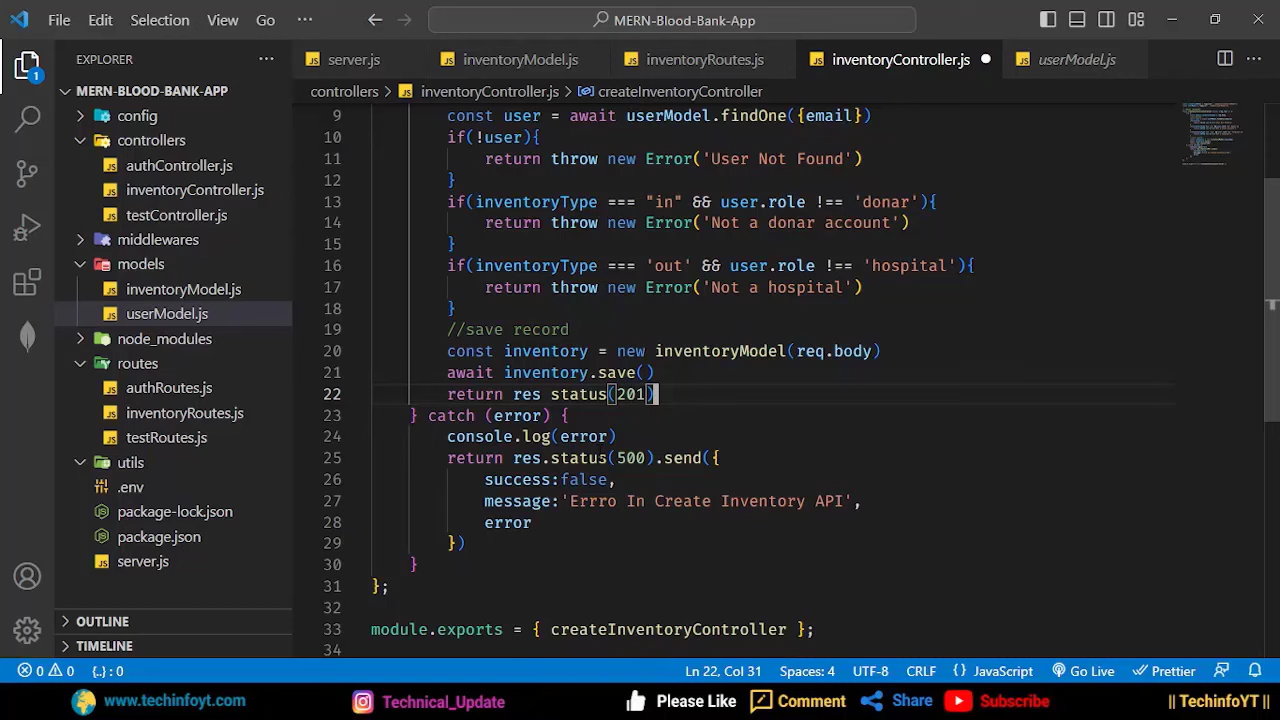 File Edit Selection View Go ··· MERN-Blood-Bank-App
EXPLORER ···
server.js inventoryModel.js inventoryRoutes.js inventoryController.js userModel.js ···
1
MERN-BLOOD-BANK-APP
controllers > inventoryController.js > createInventoryController
config
controllers
authController.js
inventoryController.js
testController.js
middlewares
models
inventoryModel.js
userModel.js
node_modules
routes
authRoutes.js
inventoryRoutes.js
testRoutes.js
utils
.env
package-lock.json
package.json
server.js
OUTLINE
TIMELINE
9 const user = await userModel.findOne({email})
10 if(!user){
11 return throw new Error('User Not Found')
12 }
13 if(inventoryType === "in" && user.role !== 'donar'){
14 return throw new Error('Not a donar account')
15 }
16 if(inventoryType === 'out' && user.role !== 'hospital'){
17 return throw new Error('Not a hospital')
18 }
19 //save record
20 const inventory = new inventoryModel(req.body)
21 await inventory.save()
22 return res status(201)
23 } catch (error) {
24 console.log(error)
25 return res.status(500).send({
26 success:false,
27 message:'Errro In Create Inventory API',
28 error
29 })
30 }
31 };
32
33 module.exports = { createInventoryController };
34
0 0 {..} : 0 Ln 22, Col 31 Spaces: 4 UTF-8 CRLF {} JavaScript Go Live Prettier
www.techinfoyt.com Technical_Update Please Like Comment Share Subscribe || TechinfoYT ||